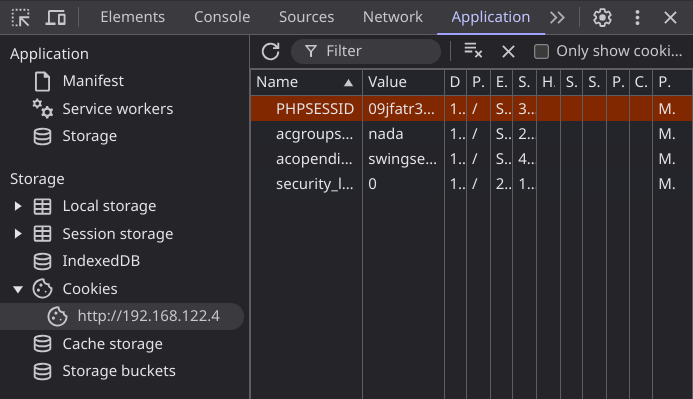 Elements Console Sources Network Application
Application
Manifest
Service workers
Storage
Storage
Local storage
Session storage
IndexedDB
Cookies
http://192.168.122.4
Cache storage
Storage buckets
Filter Only show cooki...
Name Value D P. E. S. H. S. S. P. C. P.
PHPSESSID 09jfatr3... 1.. / S.. 3... M.
acgroups... nada 1.. / S.. 2... M.
acopendi... swingse... 1.. / S.. 4... M.
security_l... 0 1.. / 2.. 1... M.